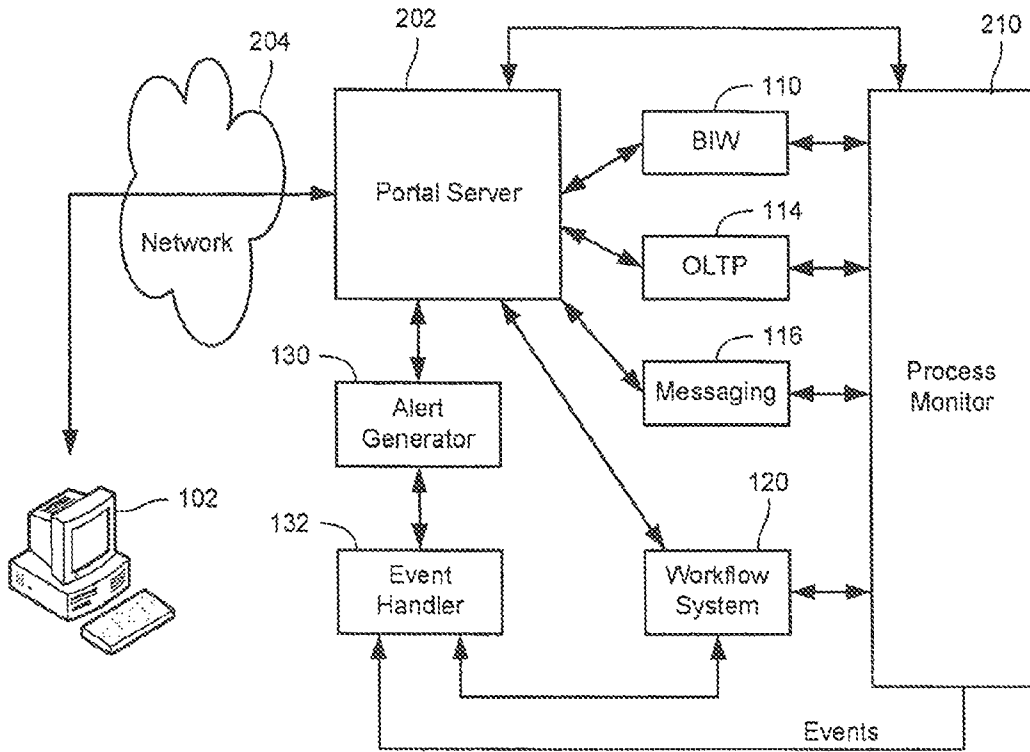 204
202
210
110
BIW
Portal Server
Network
114
OLTP
116
Messaging
Process
Monitor
130
Alert
Generator
102
132
Event
Handler
120
Workflow
System
Events